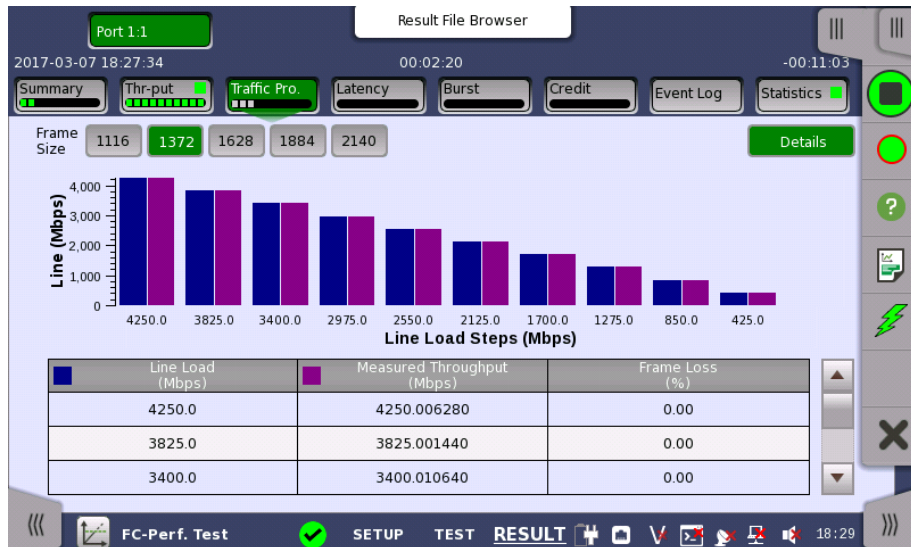 Port 1:1
Result File Browser
2017-03-07 18:27:34
00:02:20
-00:11:03
Summary
Thr-put
Traffic Pro.
Latency
Burst
Credit
Event Log
Statistics
Frame
Size
1116
1372
1628
1884
2140
Details
Line (Mbps)
4,000
3,000
2,000
1,000
0
4250.0 3825.0 3400.0 2975.0 2550.0 2125.0 1700.0 1275.0 850.0 425.0
Line Load Steps (Mbps)
Line Load
(Mbps)
Measured Throughput
(Mbps)
Frame Loss
(%)
4250.0 4250.006280 0.00
3825.0 3825.001440 0.00
3400.0 3400.010640 0.00
FC-Perf. Test
SETUP
TEST
RESULT
18:29